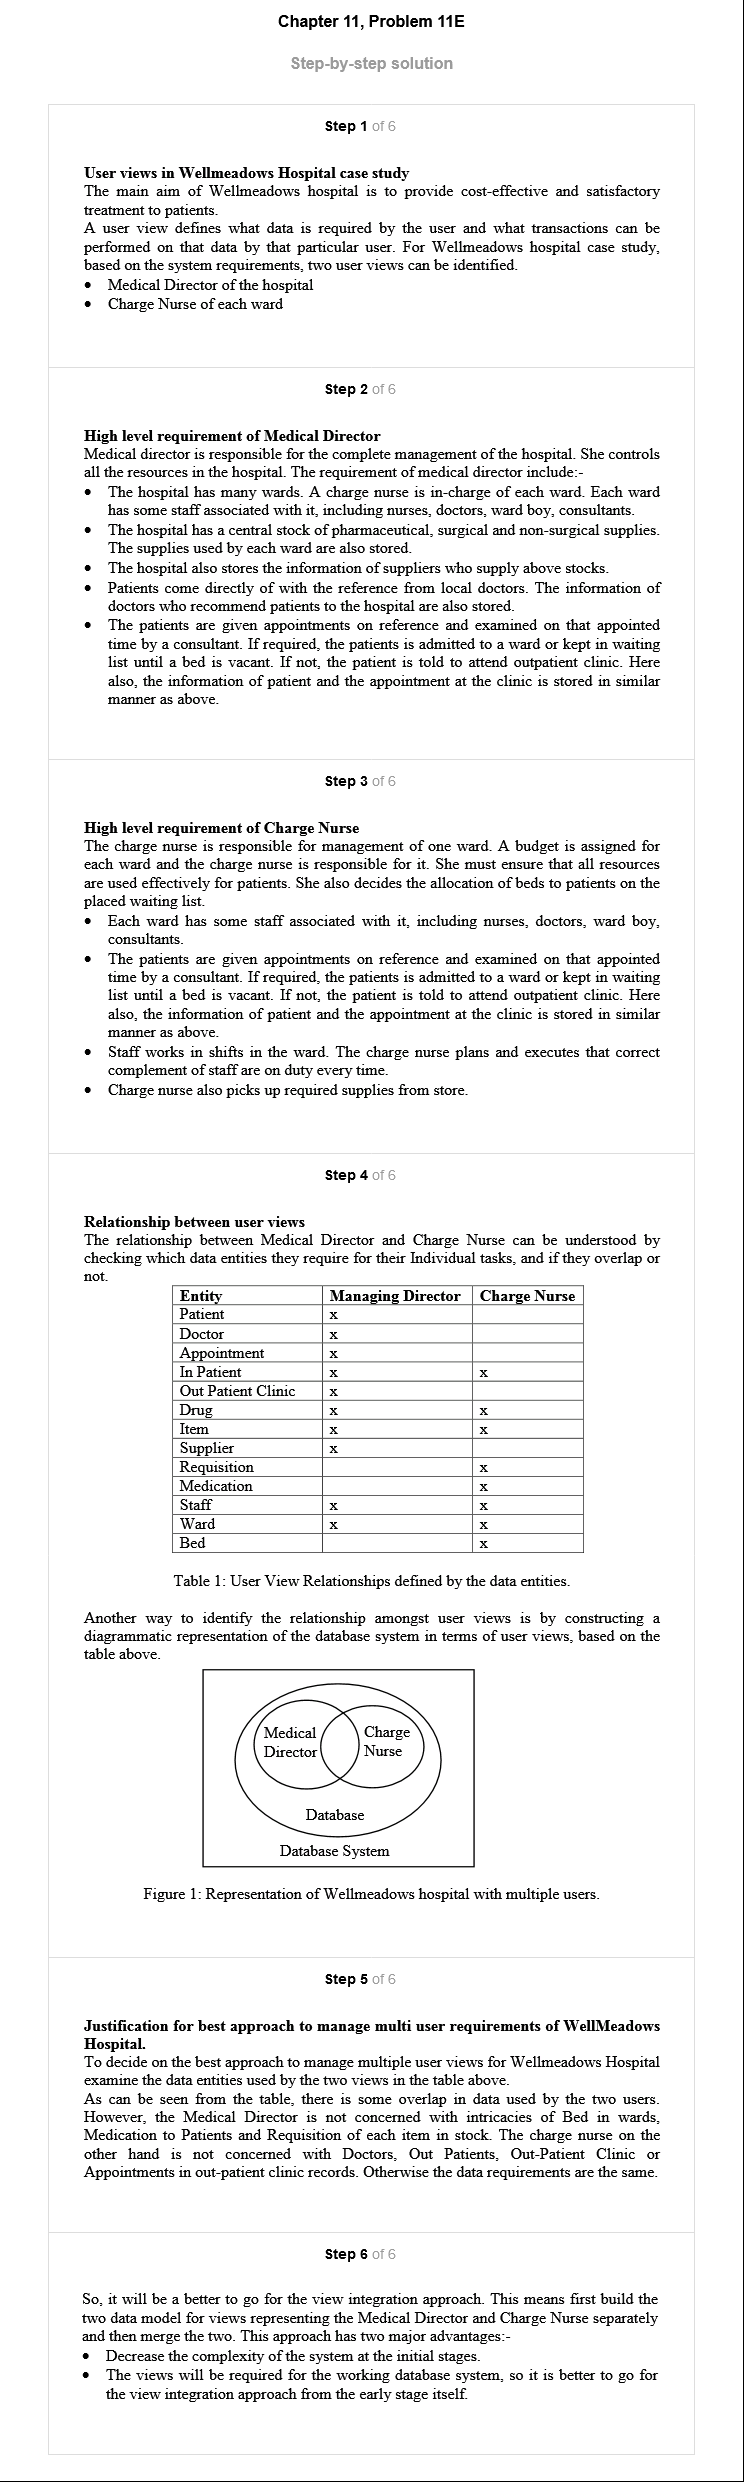 Chapter 11, Problem 11E
Step-by-step solution
Step 1 of 6
User views in Wellmeadows Hospital case study
The main aim of Wellmeadows hospital is to provide cost-effective and satisfactory
treatment to patients.
A user view defines what data is required by the user and what transactions can be
performed on that data by that particular user. For Wellmeadows hospital case study,
based on the system requirements, two user views can be identified.
• Medical Director of the hospital
• Charge Nurse of each ward
Step 2 of 6
High level requirement of Medical Director
Medical director is responsible for the complete management of the hospital. She controls
all the resources in the hospital. The requirement of medical director include:-
• The hospital has many wards. A charge nurse is in-charge of each ward. Each ward
has some staff associated with it, including nurses, doctors, ward boy, consultants.
• The hospital has a central stock of pharmaceutical, surgical and non-surgical supplies.
The supplies used by each ward are also stored.
• The hospital also stores the information of suppliers who supply above stocks.
• Patients come directly of with the reference from local doctors. The information of
doctors who recommend patients to the hospital are also stored.
• The patients are given appointments on reference and examined on that appointed
time by a consultant. If required, the patients is admitted to a ward or kept in waiting
list until a bed is vacant. If not, the patient is told to attend outpatient clinic. Here
also, the information of patient and the appointment at the clinic is stored in similar
manner as above.
Step 3 of 6
High level requirement of Charge Nurse
The charge nurse is responsible for management of one ward. A budget is assigned for
each ward and the charge nurse is responsible for it. She must ensure that all resources
are used effectively for patients. She also decides the allocation of beds to patients on the
placed waiting list.
• Each ward has some staff associated with it, including nurses, doctors, ward boy,
consultants.
• The patients are given appointments on reference and examined on that appointed
time by a consultant. If required, the patients is admitted to a ward or kept in waiting
list until a bed is vacant. If not, the patient is told to attend outpatient clinic. Here
also, the information of patient and the appointment at the clinic is stored in similar
manner as above.
• Staff works in shifts in the ward. The charge nurse plans and executes that correct
complement of staff are on duty every time.
• Charge nurse also picks up required supplies from store.
Step 4 of 6
Relationship between user views
The relationship between Medical Director and Charge Nurse can be understood by
checking which data entities they require for their Individual tasks, and if they overlap or
not.
Entity Managing Director Charge Nurse
Patient x
Doctor x
Appointment x
In Patient x x
Out Patient Clinic x
Drug x x
Item x x
Supplier x
Requisition x
Medication x
Staff x x
Ward x x
Bed x
Table 1: User View Relationships defined by the data entities.
Another way to identify the relationship amongst user views is by constructing a
diagrammatic representation of the database system in terms of user views, based on the
table above.
Medical Charge
Director Nurse
Database
Database System
Figure 1: Representation of Wellmeadows hospital with multiple users.
Step 5 of 6
Justification for best approach to manage multi user requirements of WellMeadows
Hospital.
To decide on the best approach to manage multiple user views for Wellmeadows Hospital
examine the data entities used by the two views in the table above.
As can be seen from the table, there is some overlap in data used by the two users.
However, the Medical Director is not concerned with intricacies of Bed in wards,
Medication to Patients and Requisition of each item in stock. The charge nurse on the
other hand is not concerned with Doctors, Out Patients, Out-Patient Clinic or
Appointments in out-patient clinic records. Otherwise the data requirements are the same.
Step 6 of 6
So, it will be a better to go for the view integration approach. This means first build the
two data model for views representing the Medical Director and Charge Nurse separately
and then merge the two. This approach has two major advantages:-
• Decrease the complexity of the system at the initial stages.
• The views will be required for the working database system, so it is better to go for
the view integration approach from the early stage itself.